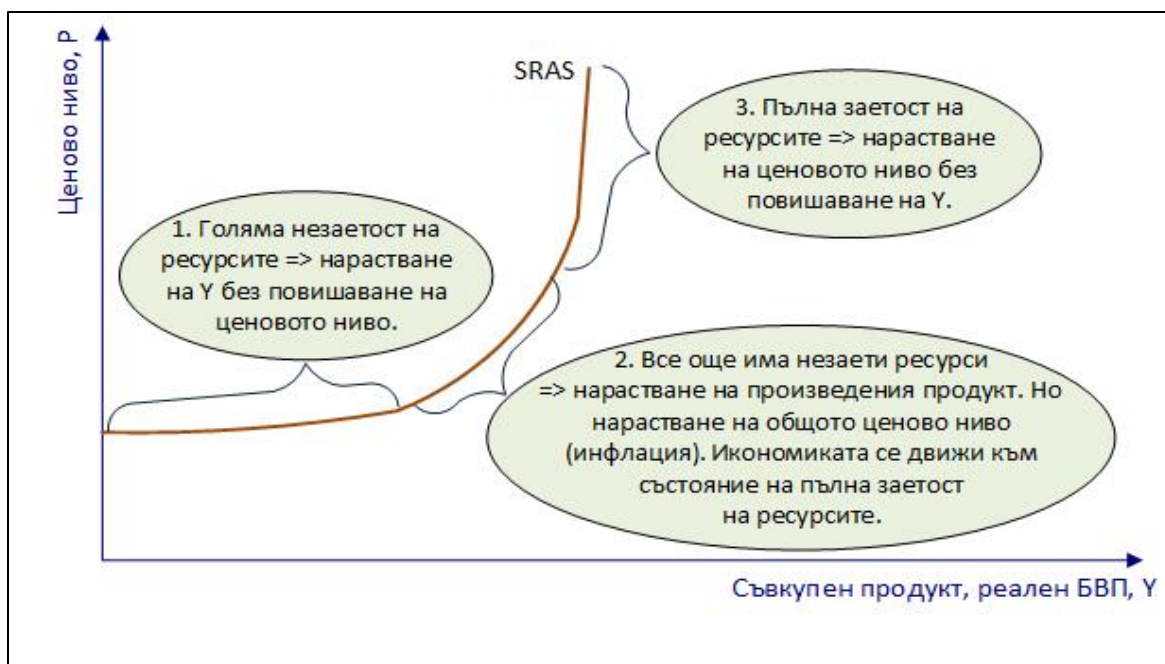 Ценово ниво, P
SRAS
3. Пълна заетост на
ресурсите => нарастване
на ценовото ниво без
повишаване на Y.
1. Голяма незаетост на
ресурсите => нарастване
на Y без повишаване на
ценовото ниво.
2. Все още има незаети ресурси
=> нарастване на произведения продукт. Но
нарастване на общото ценово ниво
(инфлация). Икономиката се движи към
състояние на пълна заетост
на ресурсите.
Съвкупен продукт, реален БВП, Y